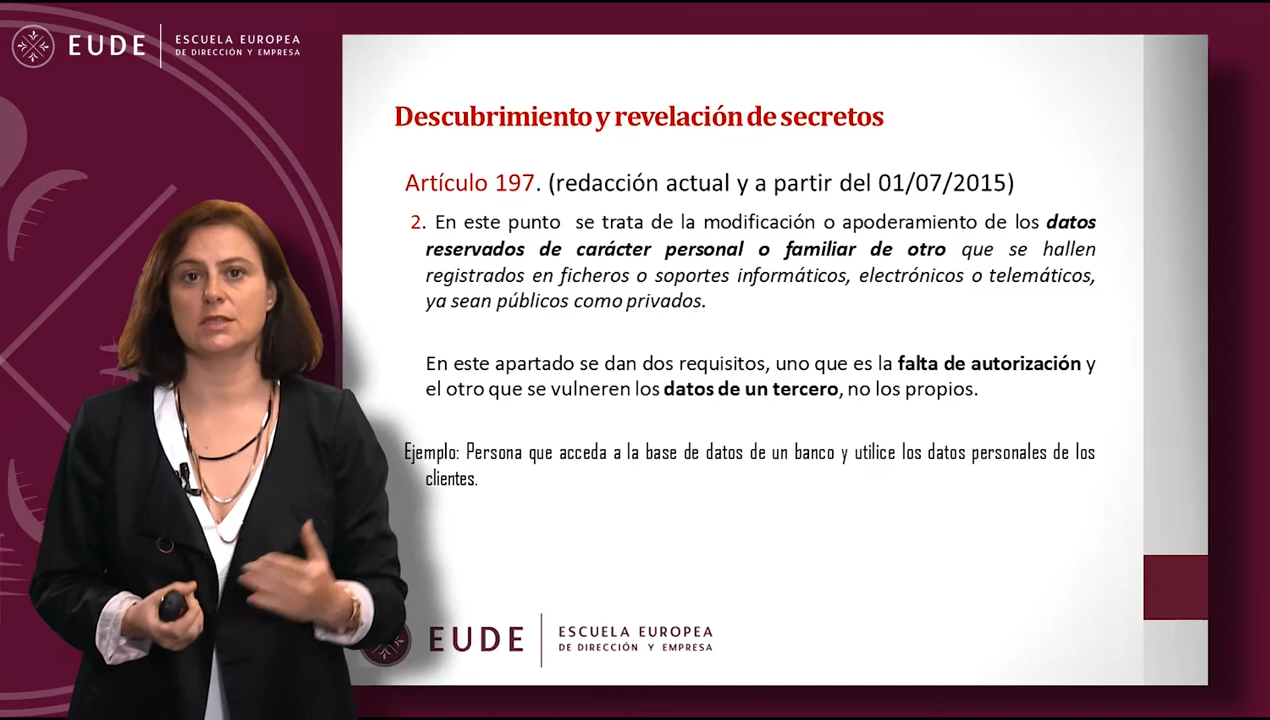 EUDE
ESCUELA EUROPEA
DE DIRECCIÓN Y EMPRESA
Descubrimiento y revelación de secretos
Artículo 197. (redacción actual y a partir del 01/07/2015)
2. En este punto se trata de la modificación o apoderamiento de los datos
reservados de carácter personal o familiar de otro que se hallen
registrados en ficheros o soportes informáticos, electrónicos o telemáticos,
ya sean públicos como privados.
En este apartado se dan dos requisitos, uno que es la falta de autorización y
el otro que se vulneren los datos de un tercero, no los propios.
Ejemplo: Persona que acceda a la base de datos de un banco y utilice los datos personales de los
clientes.
EUDE
ESCUELA EUROPEA
DE DIRECCIÓN Y EMPRESA